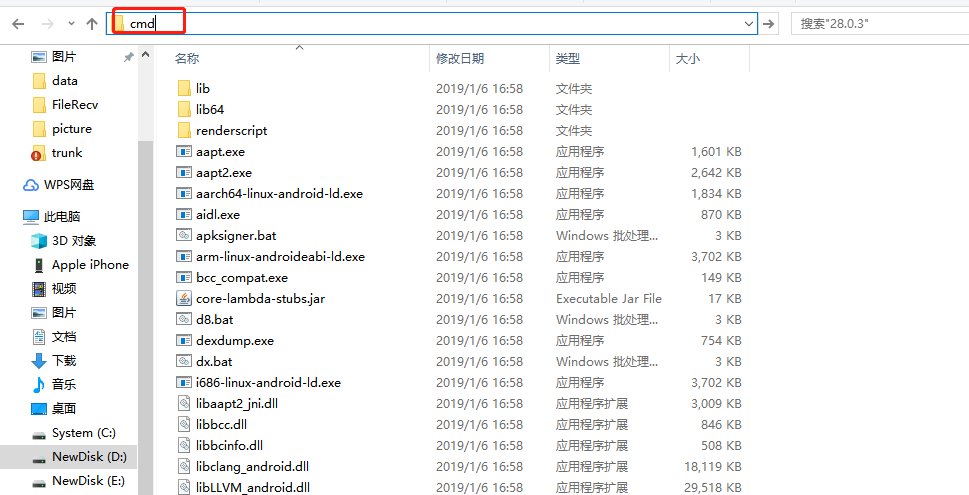 cmd
搜索"28.0.3"
图片
data
FileRecv
picture
trunk
WPS网盘
此电脑
3D 对象
Apple iPhone
视频
图片
文档
下载
音乐
桌面
System (C:)
NewDisk (D:)
NewDisk (E:)
名称 修改日期 类型 大小
lib 2019/1/6 16:58 文件夹
lib64 2019/1/6 16:58 文件夹
renderscript 2019/1/6 16:58 文件夹
aapt.exe 2019/1/6 16:58 应用程序 1,601 KB
aapt2.exe 2019/1/6 16:58 应用程序 2,642 KB
aarch64-linux-android-ld.exe 2019/1/6 16:58 应用程序 1,834 KB
aidl.exe 2019/1/6 16:58 应用程序 870 KB
apksigner.bat 2019/1/6 16:58 Windows 批处理... 3 KB
arm-linux-androideabi-ld.exe 2019/1/6 16:58 应用程序 3,702 KB
bcc_compat.exe 2019/1/6 16:58 应用程序 149 KB
core-lambda-stubs.jar 2019/1/6 16:58 Executable Jar File 17 KB
d8.bat 2019/1/6 16:58 Windows 批处理... 3 KB
dexdump.exe 2019/1/6 16:58 应用程序 754 KB
dx.bat 2019/1/6 16:58 Windows 批处理... 3 KB
i686-linux-android-ld.exe 2019/1/6 16:58 应用程序 3,702 KB
libaapt2_jni.dll 2019/1/6 16:58 应用程序扩展 3,009 KB
libbcc.dll 2019/1/6 16:58 应用程序扩展 846 KB
libbcinfo.dll 2019/1/6 16:58 应用程序扩展 508 KB
libclang_android.dll 2019/1/6 16:58 应用程序扩展 18,119 KB
libLLVM_android.dll 2019/1/6 16:58 应用程序扩展 29,518 KB